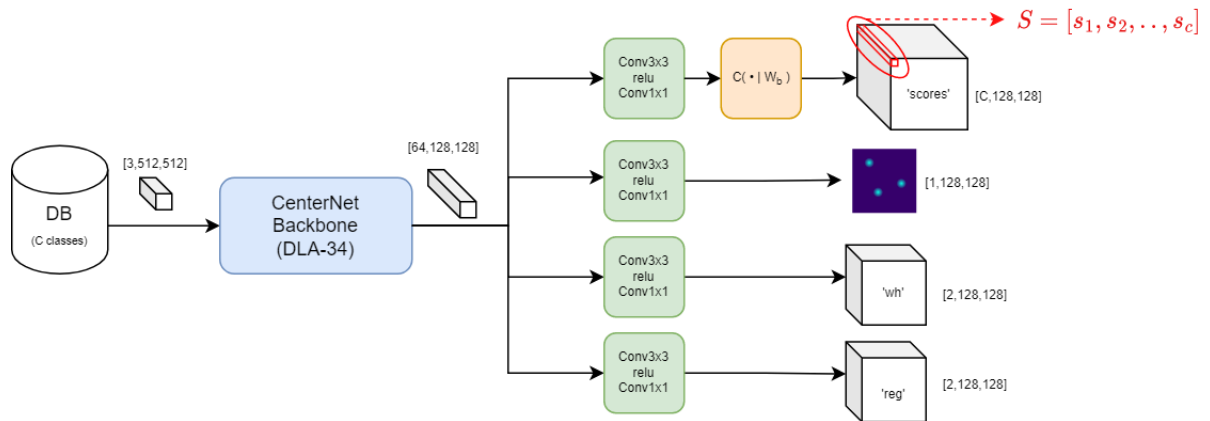 S = [s₁, s₂, . . , s_c]
Conv3x3
relu
Conv1x1
C( • | W_b )
'scores'
[C,128,128]
[3,512,512]
[64,128,128]
Conv3x3
relu
Conv1x1
[1,128,128]
DB
(C classes)
CenterNet
Backbone
(DLA-34)
Conv3x3
relu
Conv1x1
'wh'
[2,128,128]
Conv3x3
relu
Conv1x1
'reg'
[2,128,128]